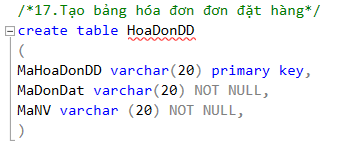 /*17.Tạo bảng hóa đơn đơn đặt hàng*/
create table HoaDonDD
(
MaHoaDonDD varchar(20) primary key,
MaDonDat varchar(20) NOT NULL,
MaNV varchar (20) NOT NULL,
)